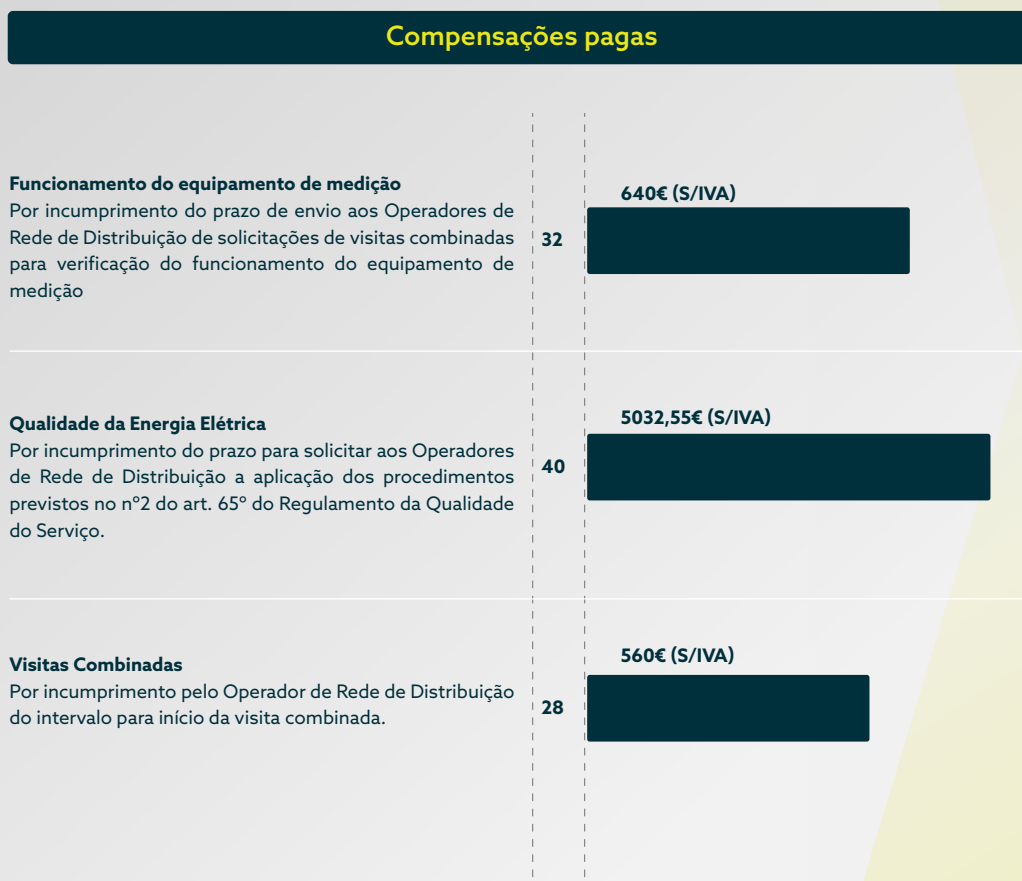 Compensações pagas
Funcionamento do equipamento de medição
Por incumprimento do prazo de envio aos Operadores de
Rede de Distribuição de solicitações de visitas combinadas
para verificação do funcionamento do equipamento de
medição
32
640€ (S/IVA)
Qualidade da Energia Elétrica
Por incumprimento do prazo para solicitar aos Operadores
de Rede de Distribuição a aplicação dos procedimentos
previstos no nº2 do art. 65º do Regulamento da Qualidade
do Serviço.
40
5032,55€ (S/IVA)
Visitas Combinadas
Por incumprimento pelo Operador de Rede de Distribuição
do intervalo para início da visita combinada.
28
560€ (S/IVA)